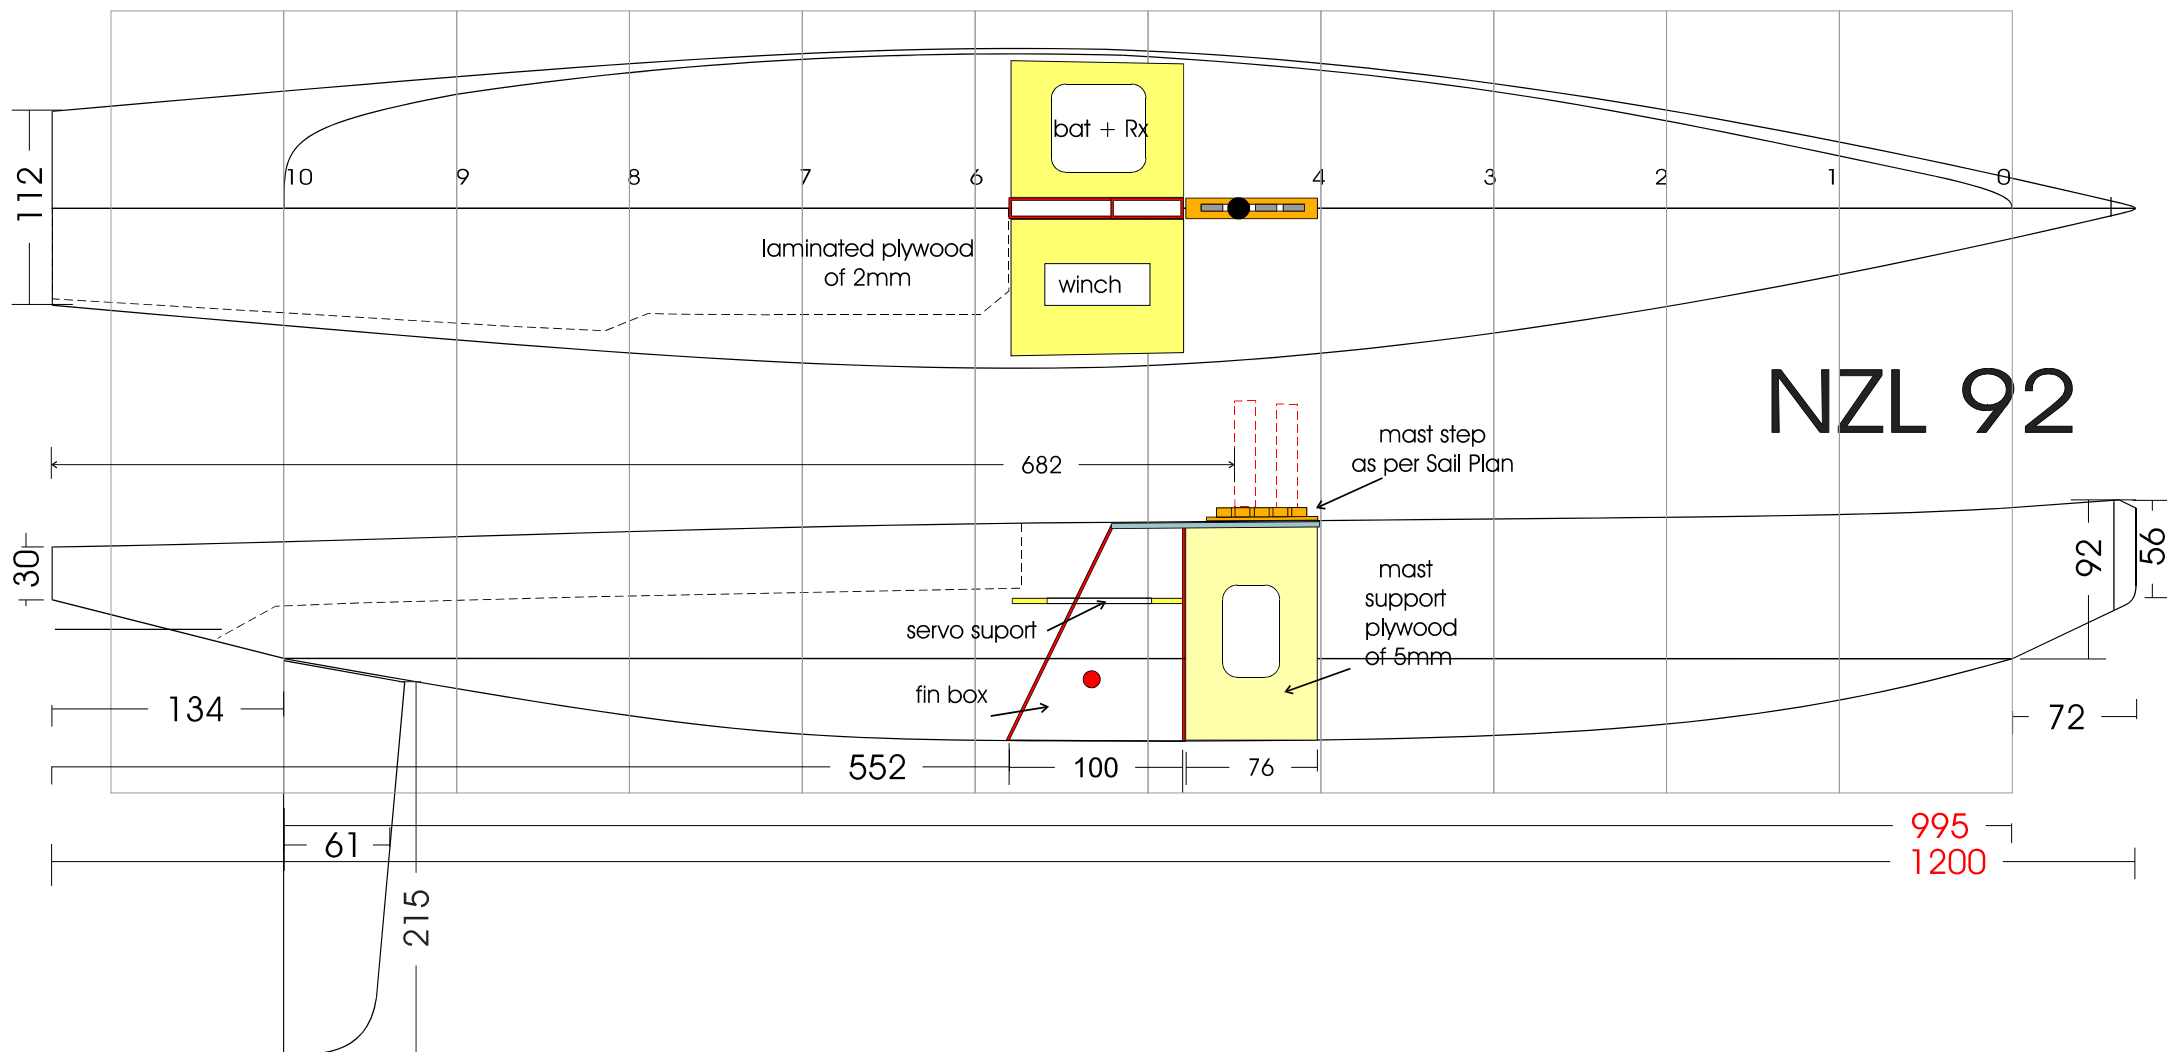 bat + Rx
10
9
8
7
6
4
3
2
1
0
112
laminated plywood
of 2mm
winch
NZL 92
mast step
as per Sail Plan
682
30
92
56
mast
support
plywood
of 5mm
servo suport
fin box
134
72
552
100
76
995
61
1200
215